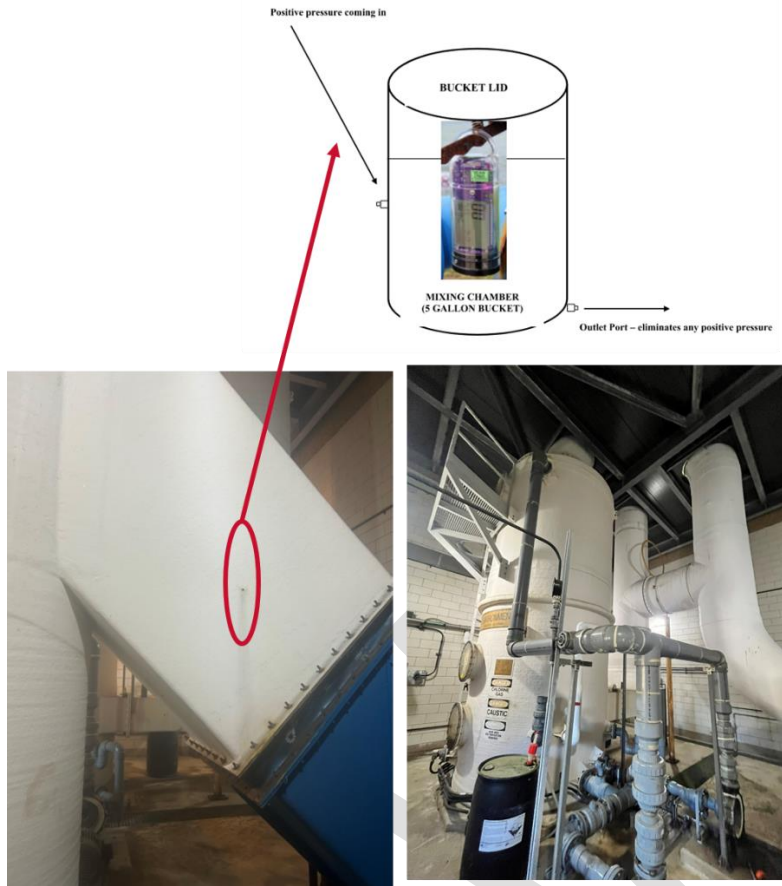 Positive pressure coming in
BUCKET LID
MIXING CHAMBER
(5 GALLON BUCKET)
Outlet Port – eliminates any positive pressure
CHLORINE
GAS
CAUSTIC